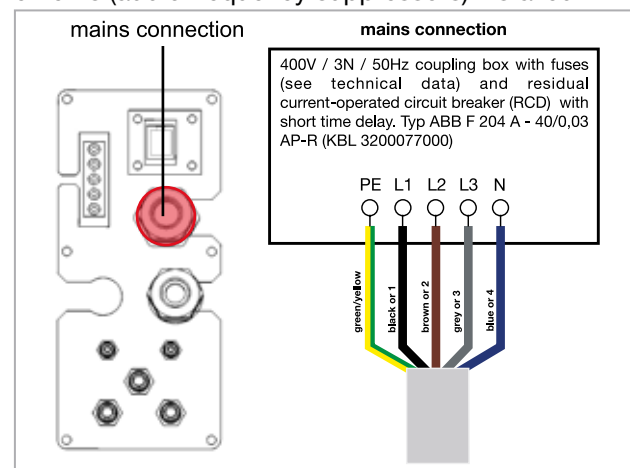 mains connection
mains connection
400V / 3N / 50Hz coupling box with fuses
(see technical data) and residual
current-operated circuit breaker (RCD) with
short time delay. Typ ABB F 204 A - 40/0,03
AP-R (KBL 3200077000)
PE L1 L2 L3 N
green/yellow
black or 1
brown or 2
grey or 3
blue or 4